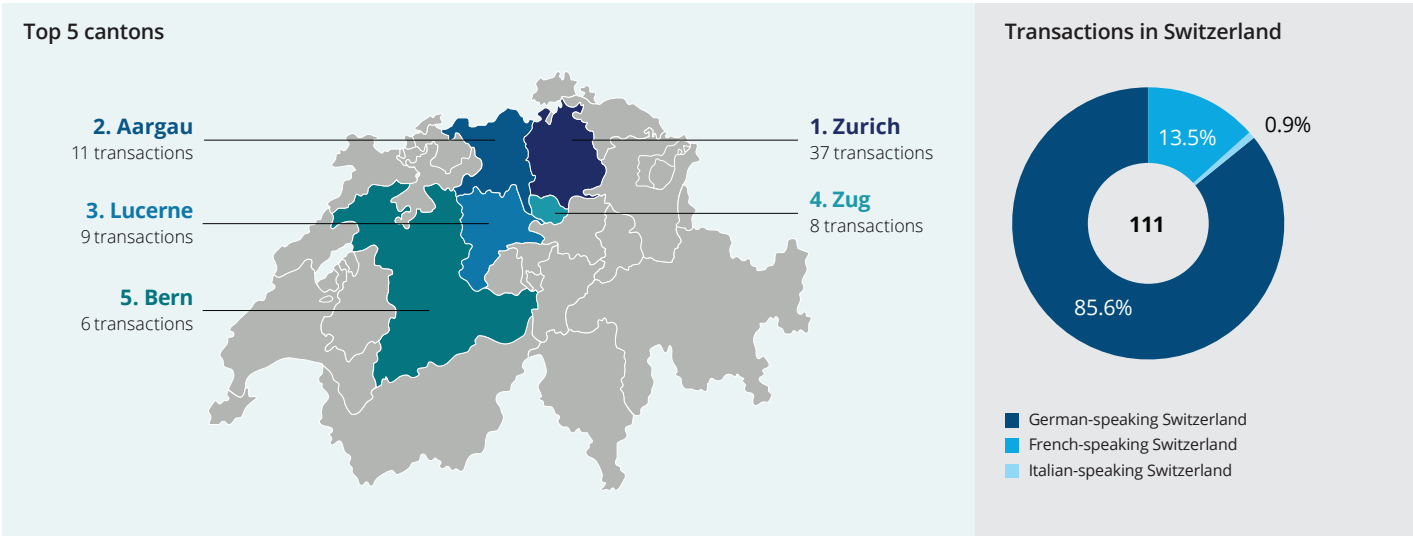 Top 5 cantons
2. Aargau
11 transactions
3. Lucerne
9 transactions
5. Bern
6 transactions
1. Zurich
37 transactions
4. Zug
8 transactions
Transactions in Switzerland
13.5%
0.9%
111
85.6%
German-speaking Switzerland
French-speaking Switzerland
Italian-speaking Switzerland